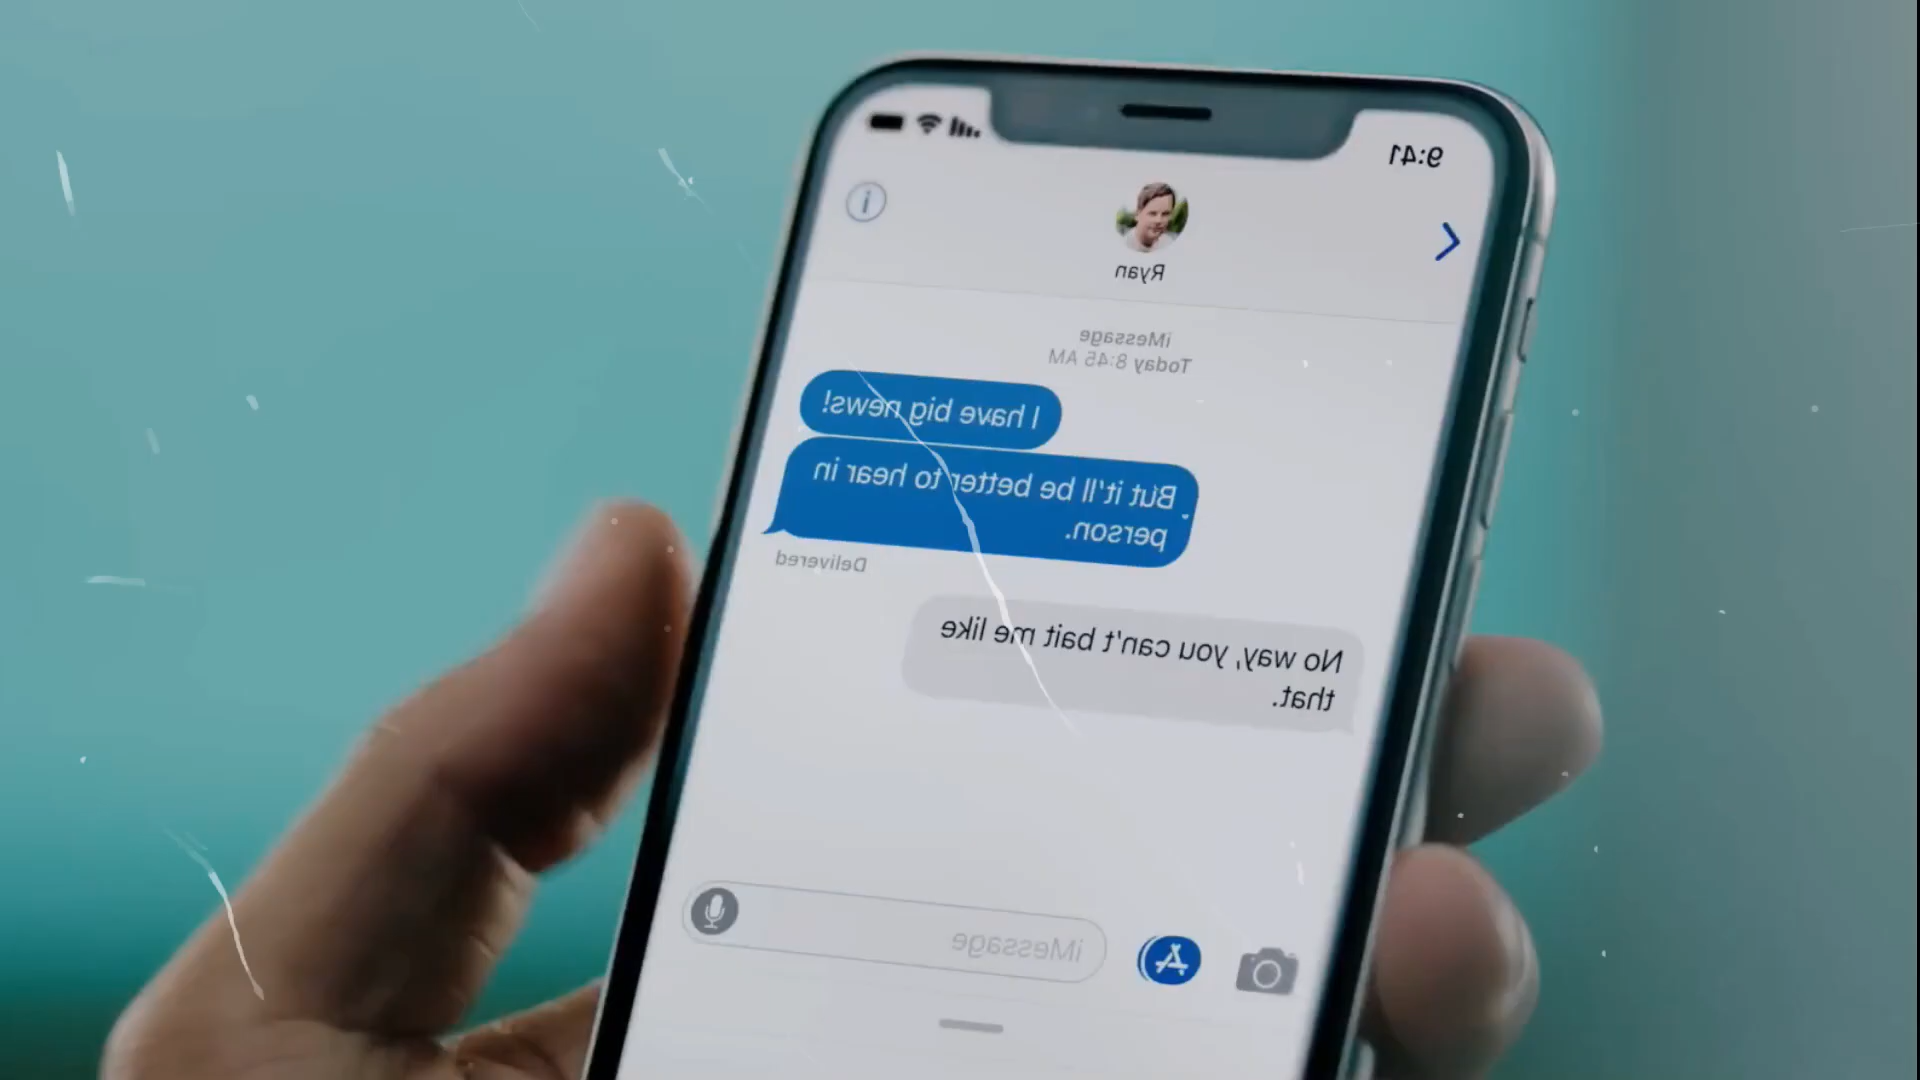 9:41
Ryan
iMessage
Today 8:45 AM
I have big news!
But it'll be better to hear in
person.
Delivered
No way, you can't bait me like
that.
iMessage